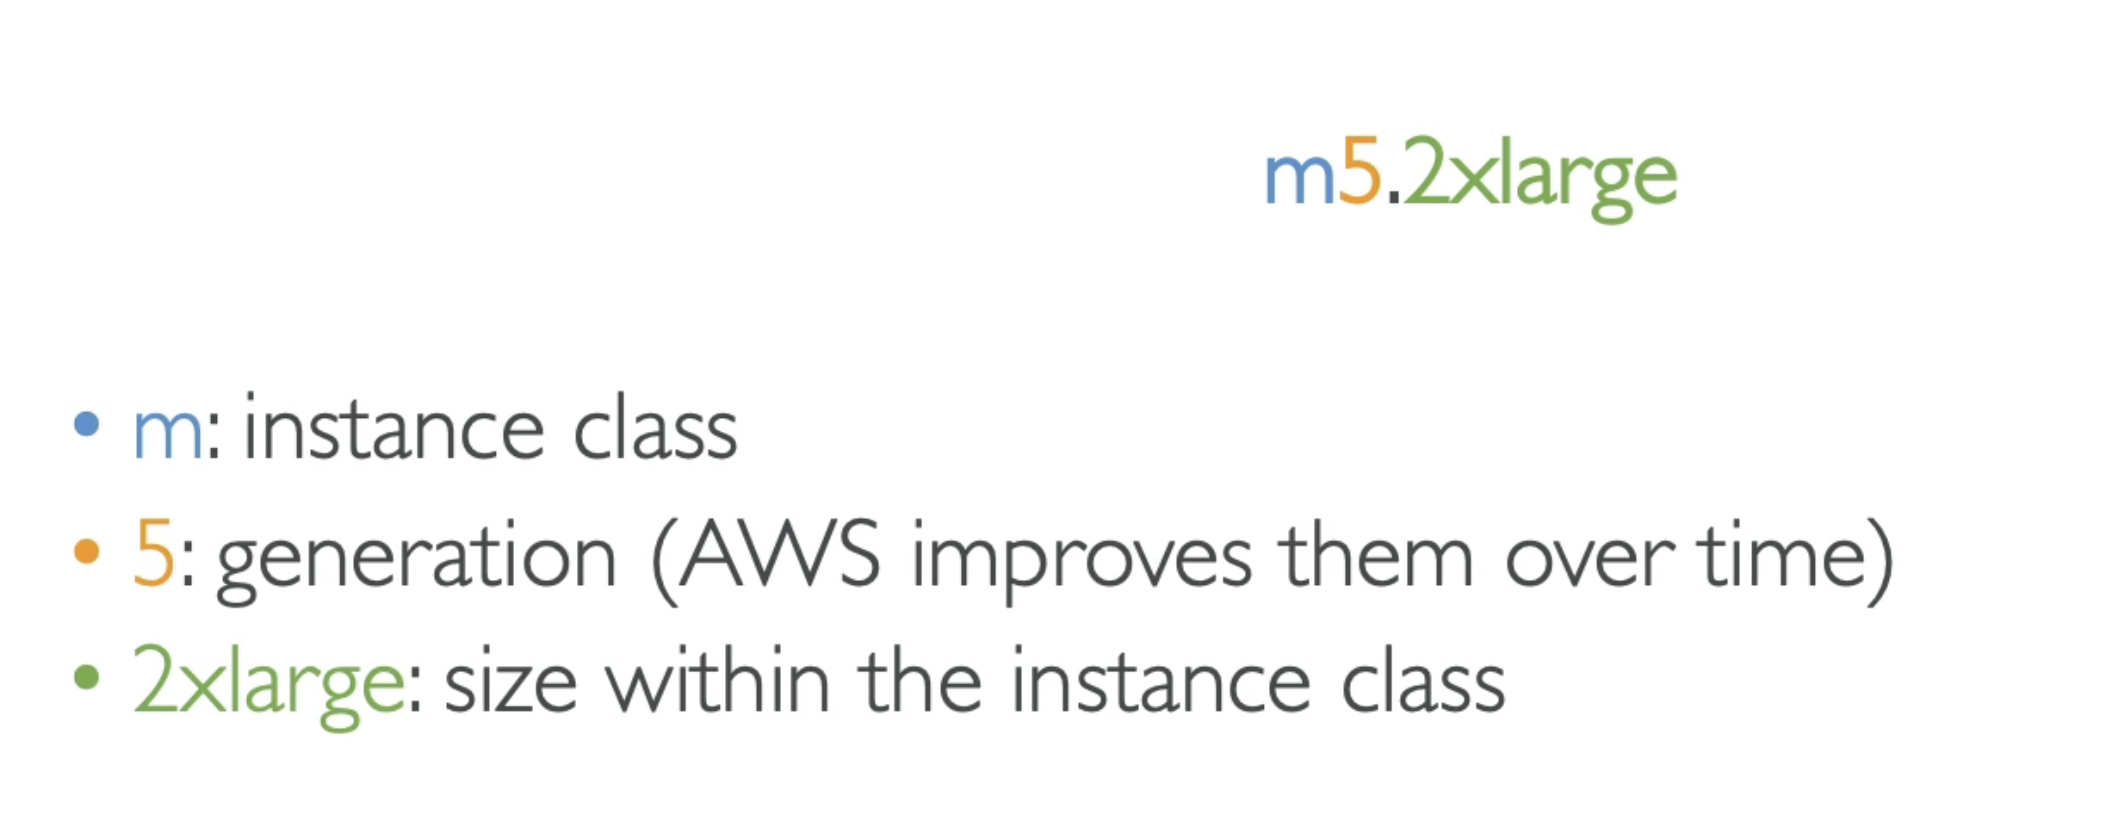 m5.2xlarge
• m: instance class
• 5: generation (AWS improves them over time)
• 2xlarge: size within the instance class